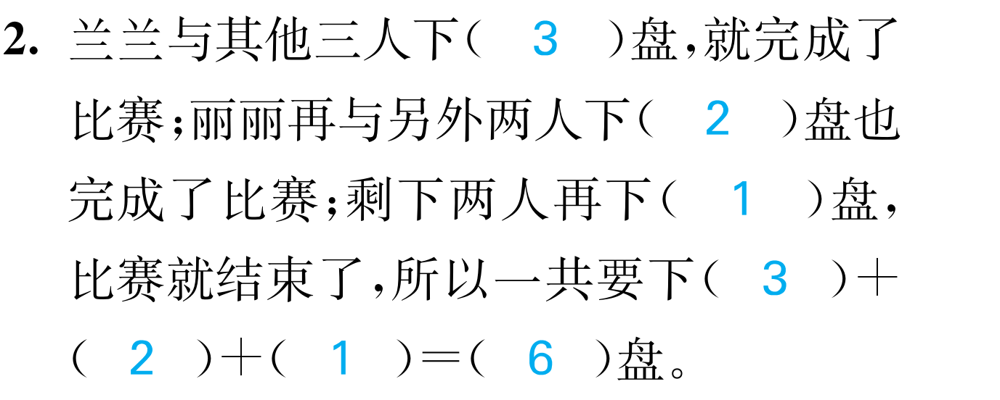 2. 兰兰与其他三人下( 3 )盘,就完成了
比赛;丽丽再与另外两人下( 2 )盘也
完成了比赛;剩下两人再下( 1 )盘,
比赛就结束了,所以一共要下( 3 )+
( 2 )+( 1 )=( 6 )盘。